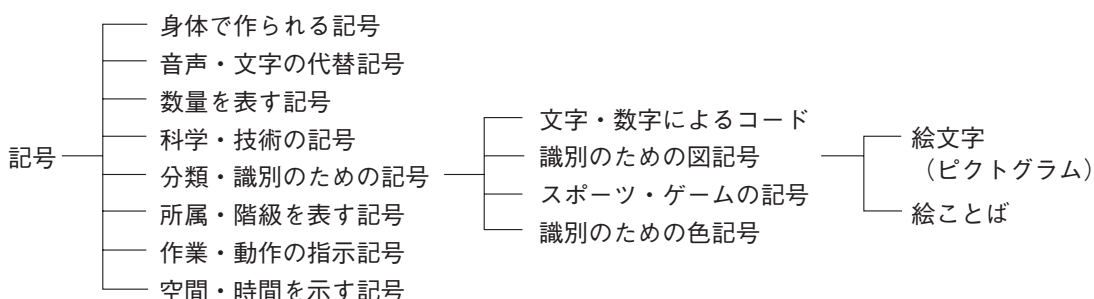 記号
身体で作られる記号
音声・文字の代替記号
数量を表す記号
科学・技術の記号
分類・識別のための記号
所属・階級を表す記号
作業・動作の指示記号
空間・時間を示す記号
文字・数字によるコード
識別のための図記号
スポーツ・ゲームの記号
識別のための色記号
絵文字
（ピクトグラム）
絵ことば